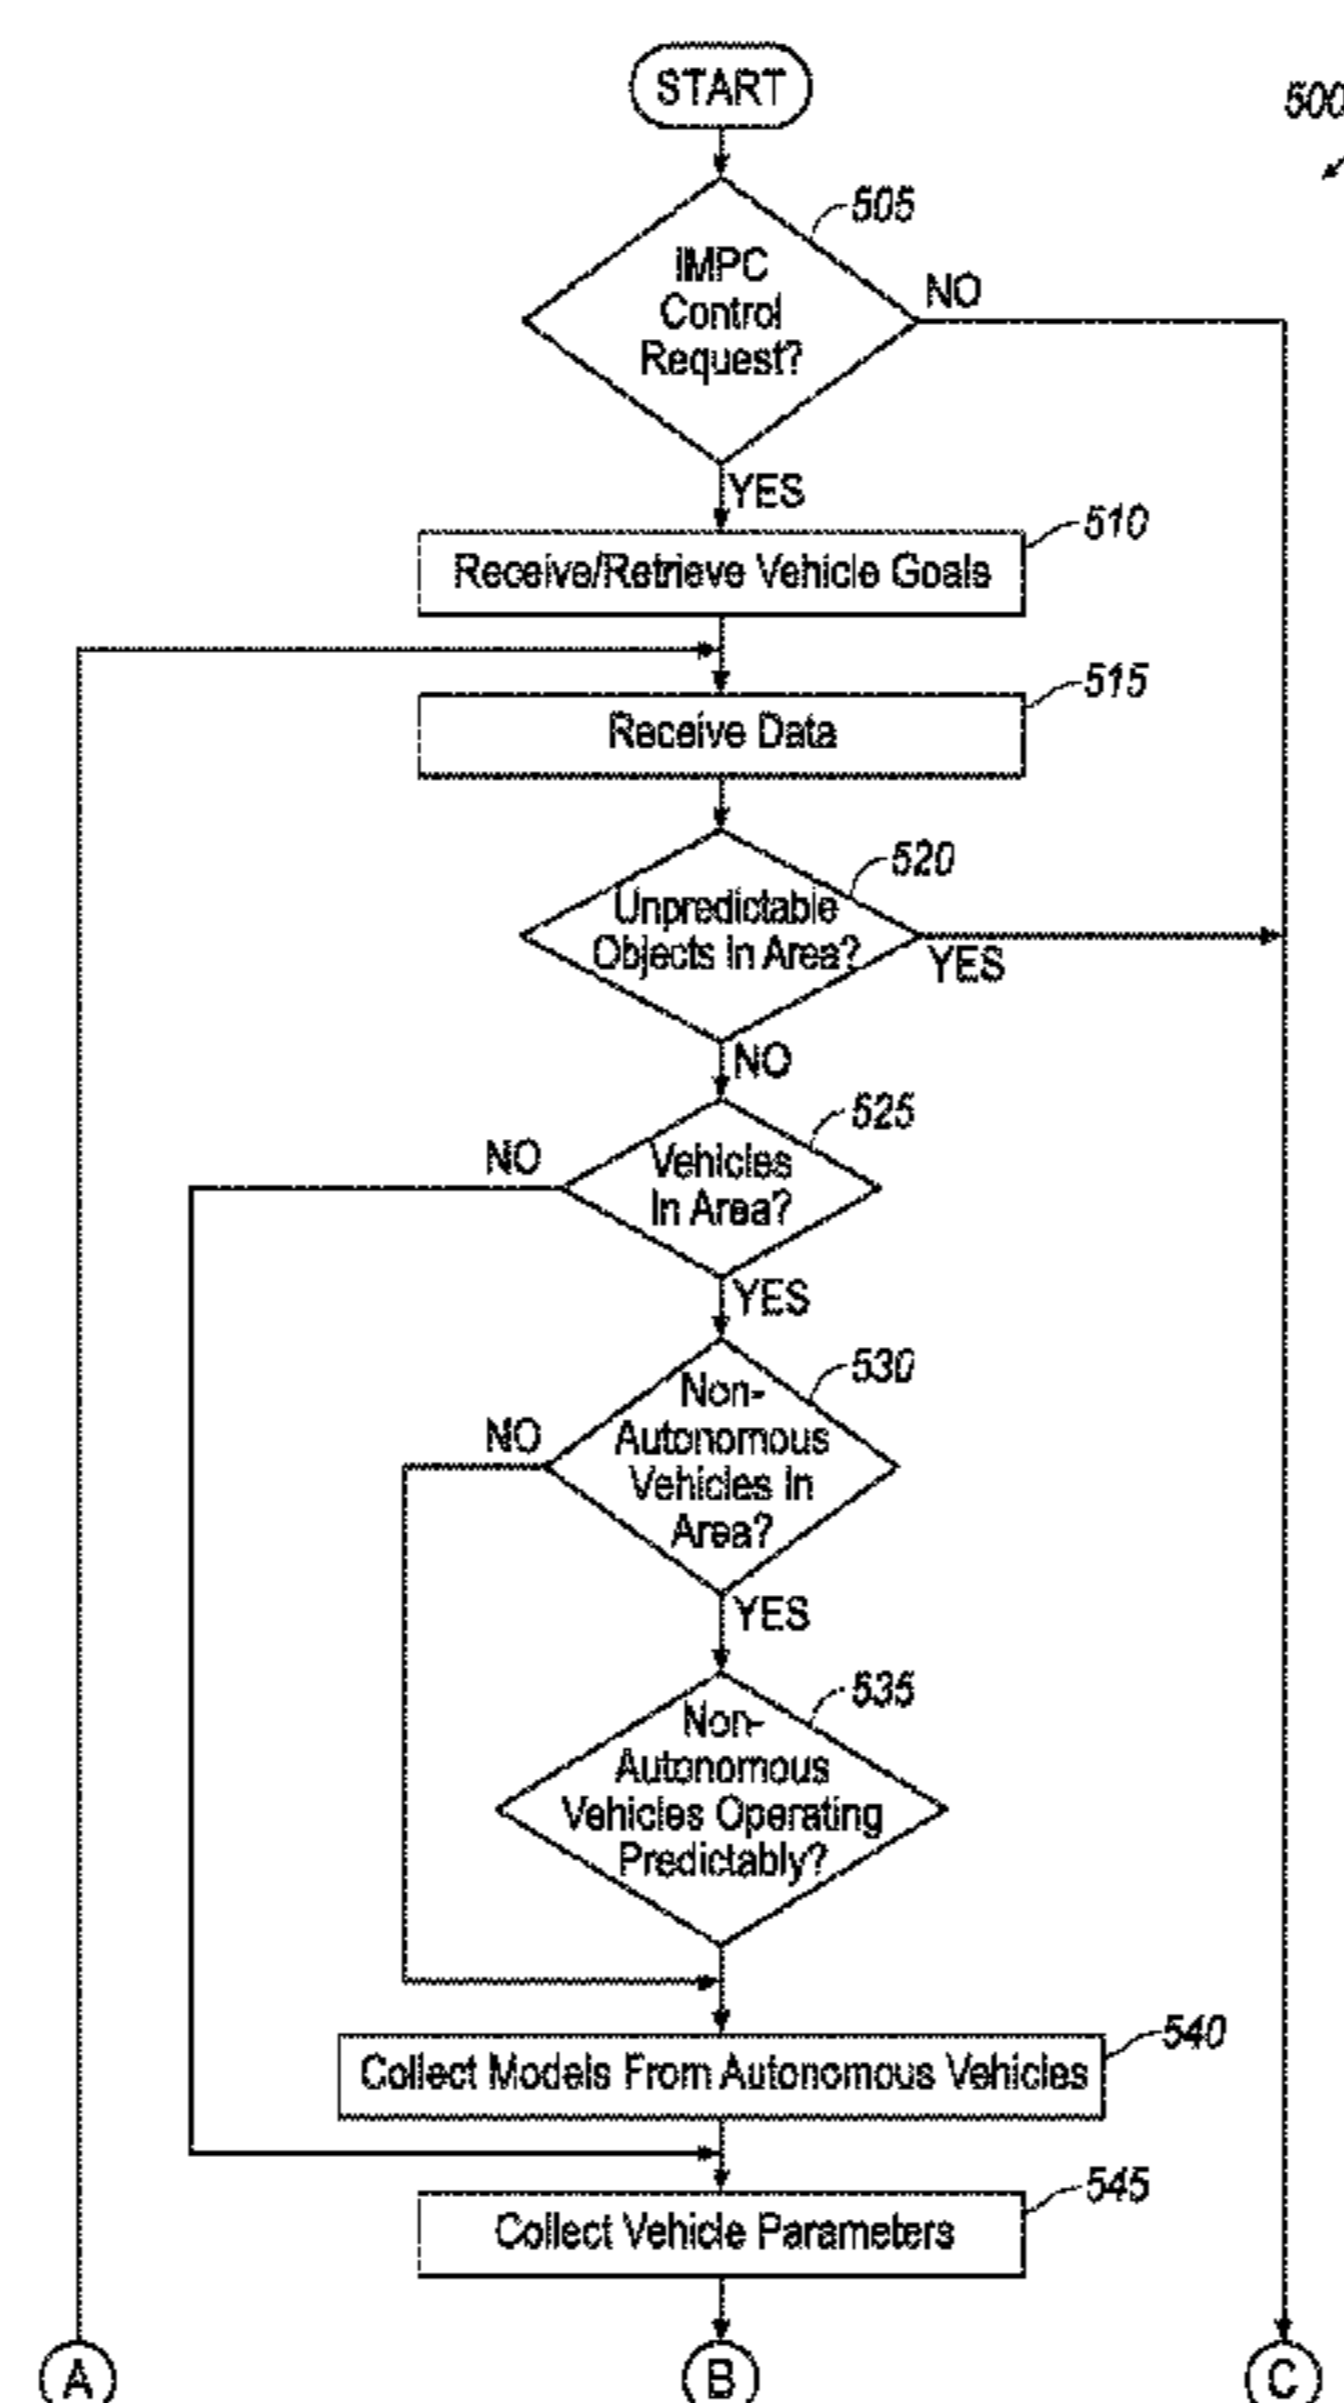 START
500
505
iMPC
Control
Request?
NO
YES
510
Receive/Retrieve Vehicle Goals
515
Receive Data
520
Unpredictable
Objects In Area?
YES
NO
525
NO
Vehicles
In Area?
YES
530
Non-
Autonomous
Vehicles In
Area?
NO
YES
535
Non-
Autonomous
Vehicles Operating
Predictably?
540
Collect Models From Autonomous Vehicles
545
Collect Vehicle Parameters
A
B
C